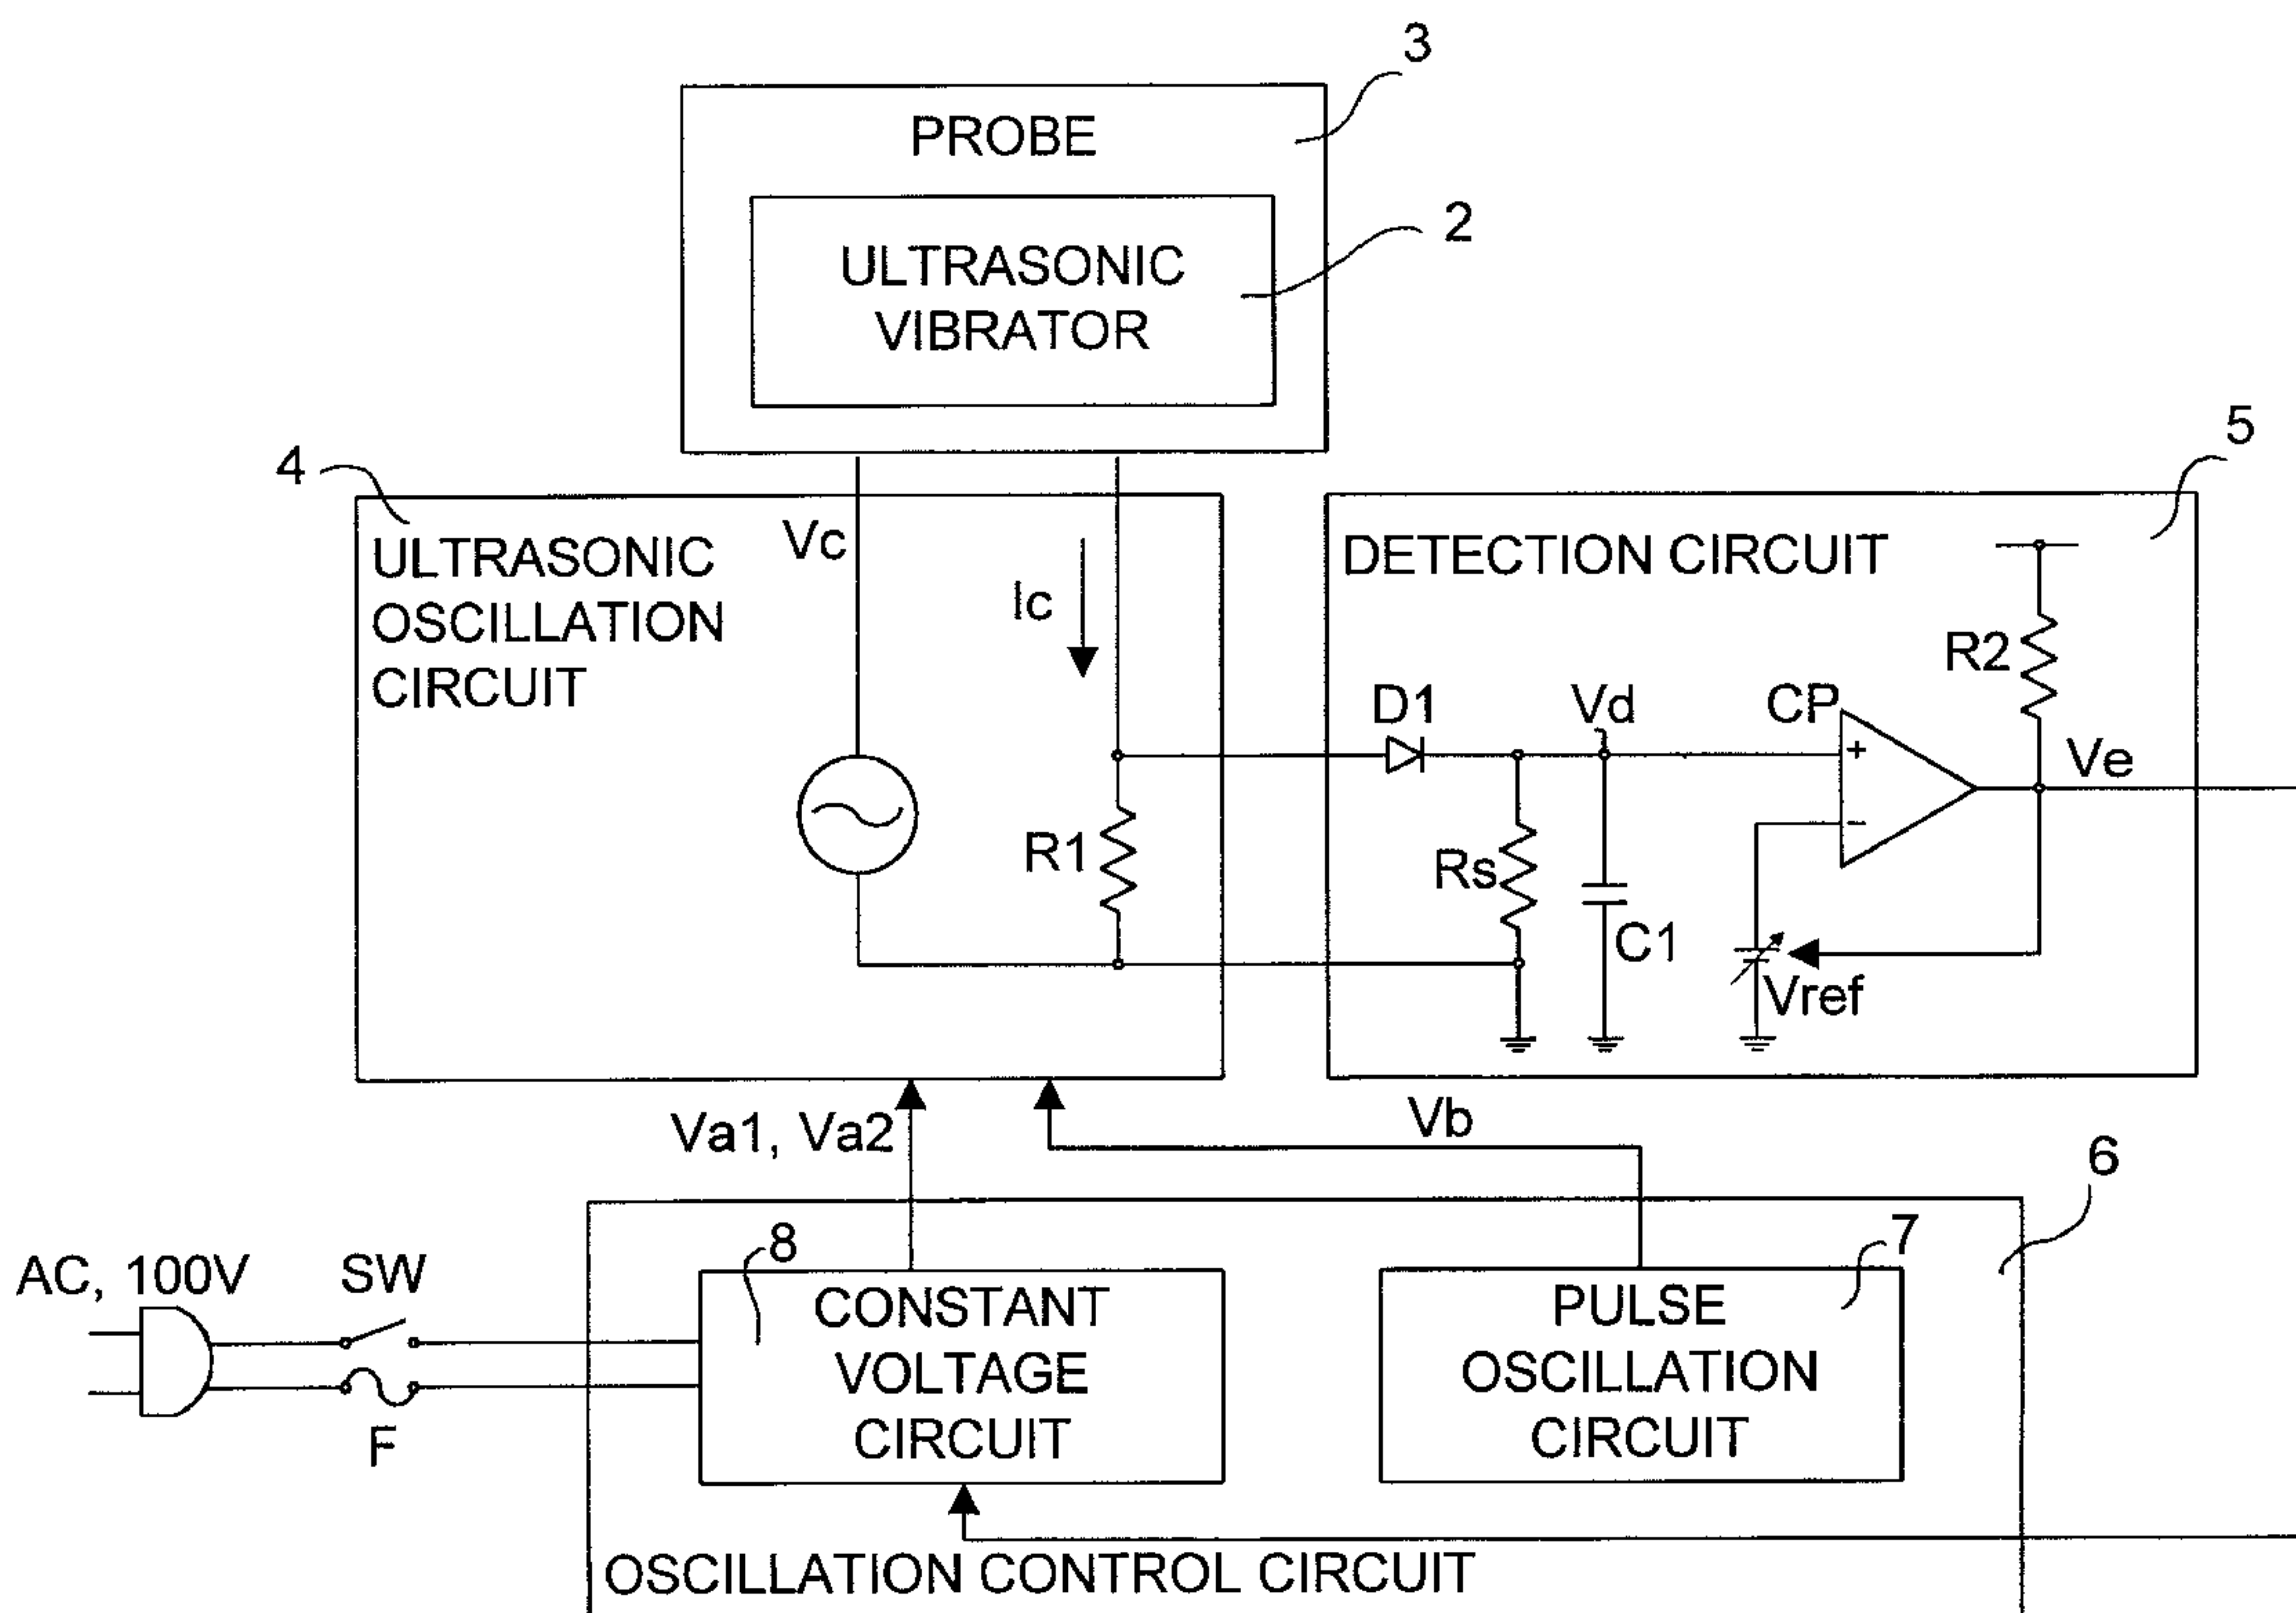 3
PROBE
2
ULTRASONIC
VIBRATOR
4
5
ULTRASONIC
OSCILLATION
CIRCUIT
Vc
Ic
R1
DETECTION CIRCUIT
R2
D1
Vd
CP
+
−
Ve
Rs
C1
Vref
Va1, Va2
Vb
6
AC, 100V
SW
F
8
CONSTANT
VOLTAGE
CIRCUIT
7
PULSE
OSCILLATION
CIRCUIT
OSCILLATION CONTROL CIRCUIT